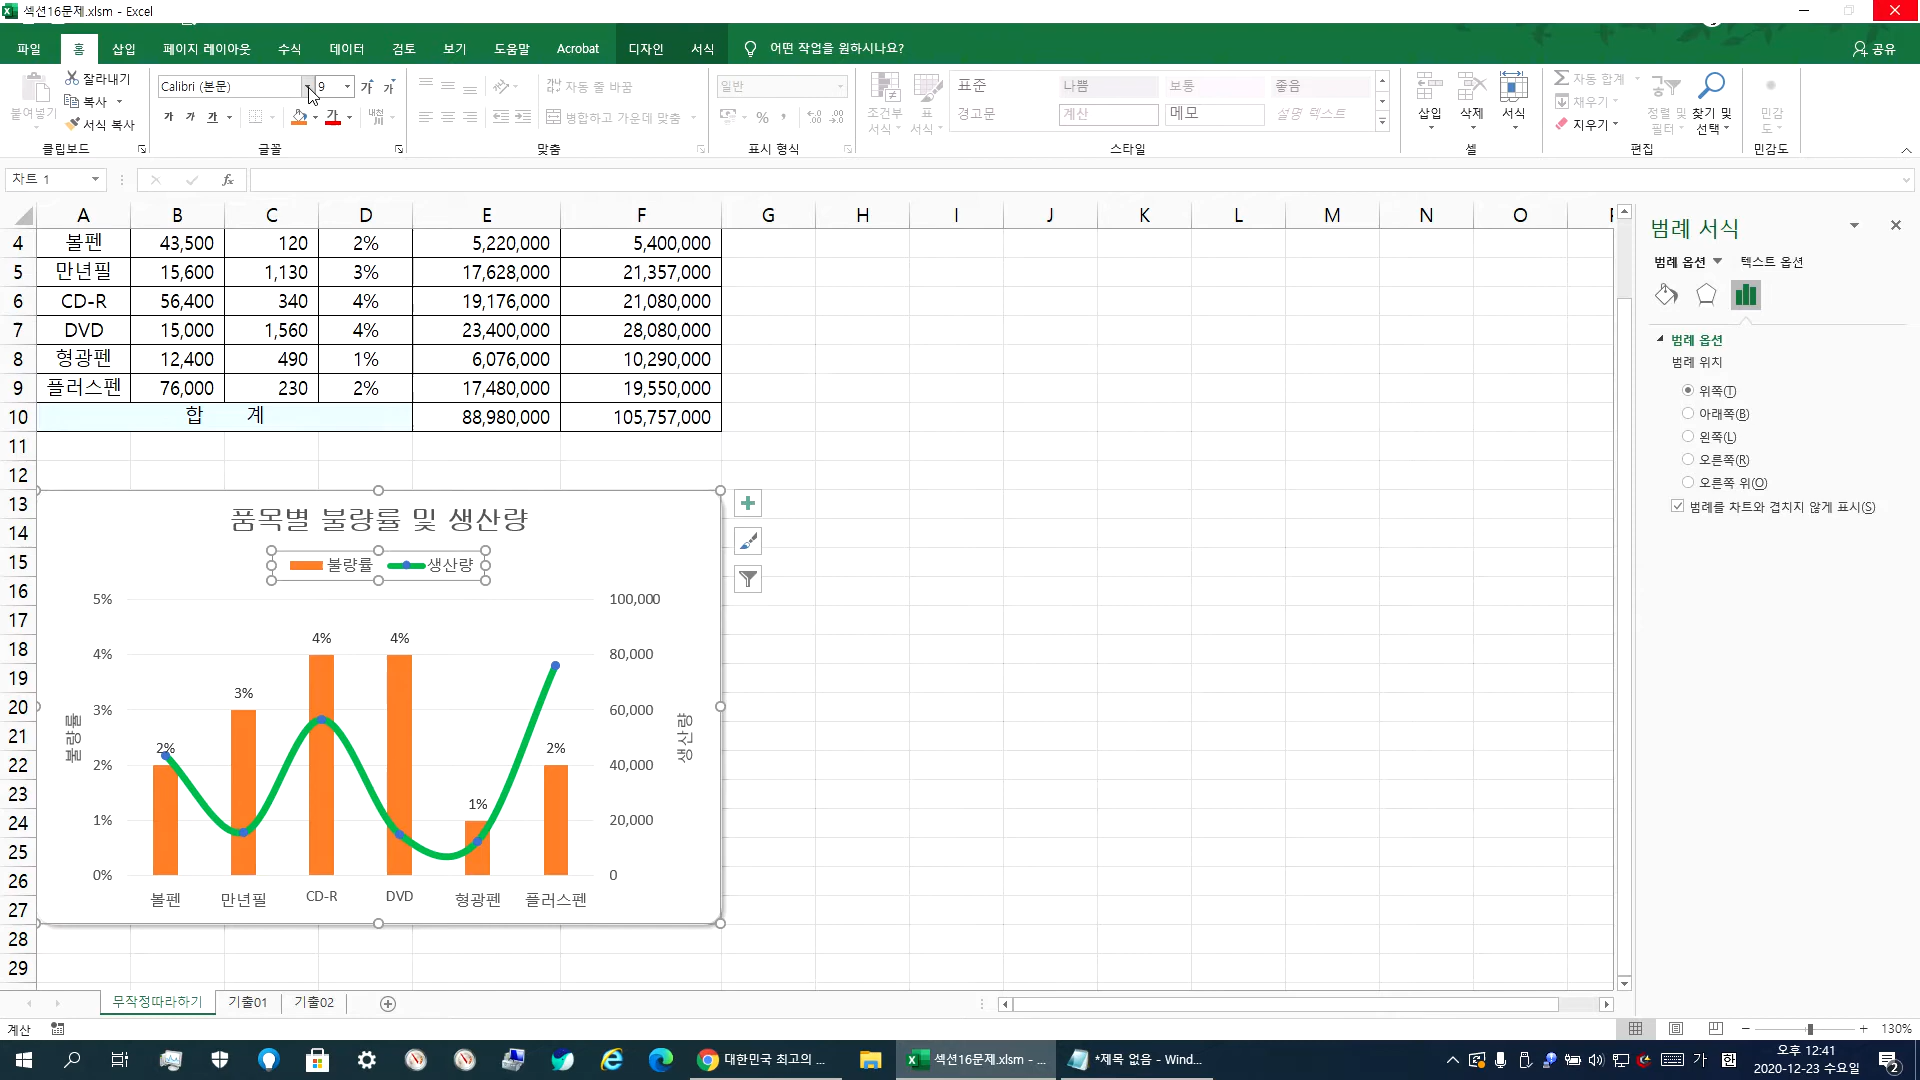 섹션16문제.xlsm - Excel
파일 홈 삽입 페이지 레이아웃 수식 데이터 검토 보기 도움말 Acrobat 디자인 서식 어떤 작업을 원하시나요? 공유
붙여넣기 잘라내기 복사 서식 복사
Calibri (본문) 9 가 가
가 가 가 가 내천
자동 줄 바꿈
병합하고 가운데 맞춤
일반
%
조건부 서식 표 서식
표준 나쁨 보통 좋음
경고문 계산 메모 설명 텍스트
삽입 삭제 서식
자동 합계 채우기 지우기
정렬 및 필터 찾기 및 선택
민감도
클립보드 글꼴 맞춤 표시 형식 스타일 셀 편집 민감도
차트 1 fx
A B C D E F G H I J K L M N O
4 볼펜 43,500 120 2% 5,220,000 5,400,000
5 만년필 15,600 1,130 3% 17,628,000 21,357,000
6 CD-R 56,400 340 4% 19,176,000 21,080,000
7 DVD 15,000 1,560 4% 23,400,000 28,080,000
8 형광펜 12,400 490 1% 6,076,000 10,290,000
9 플러스펜 76,000 230 2% 17,480,000 19,550,000
10 합 계 88,980,000 105,757,000
11
12
13
14
15
16
17
18
19
20
21
22
23
24
25
26
27
28
29
품목별 불량률 및 생산량
불량률 생산량
5% 100,000
4% 4%
4% 80,000
3%
3% 60,000
불량률 생산량
2% 2%
2% 40,000
1%
1% 20,000
0% 0
볼펜 만년필 CD-R DVD 형광펜 플러스펜
범례 서식
범례 옵션 텍스트 옵션
범례 옵션
범례 위치
위쪽(T)
아래쪽(B)
왼쪽(L)
오른쪽(R)
오른쪽 위(O)
범례를 차트와 겹치지 않게 표시(S)
무작정따라하기 기출01 기출02
계산 130%
대한민국 최고의 ... 섹션16문제.xlsm - ... *제목 없음 - Wind... 가 한 오후 12:41
2020-12-23 수요일 2